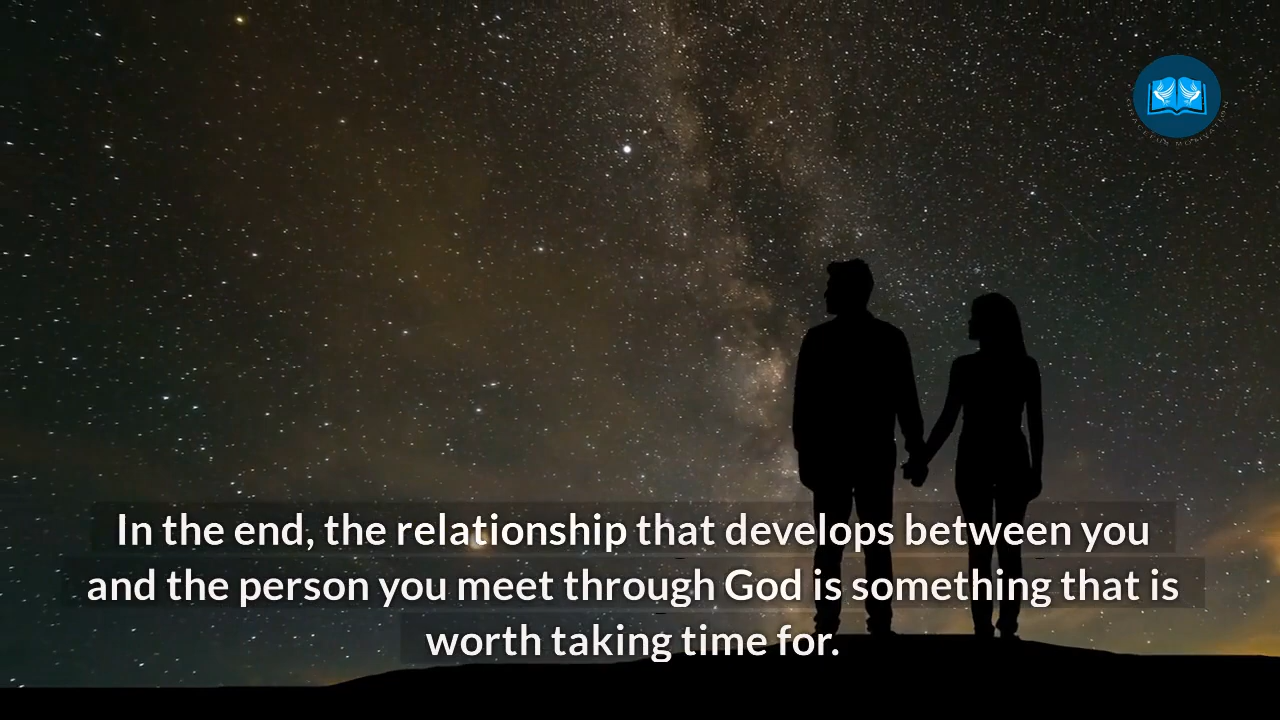 In the end, the relationship that develops between you
and the person you meet through God is something that is
worth taking time for.